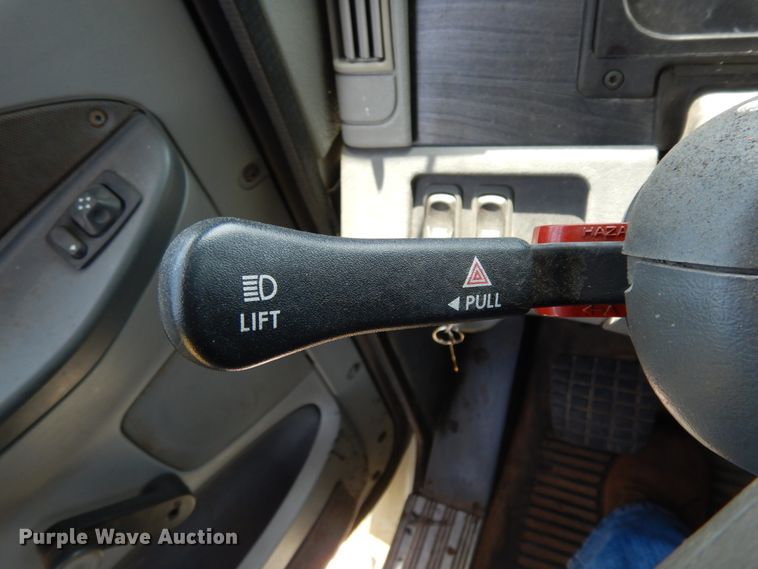 HAZA
LIFT
◄ PULL
Purple Wave Auction